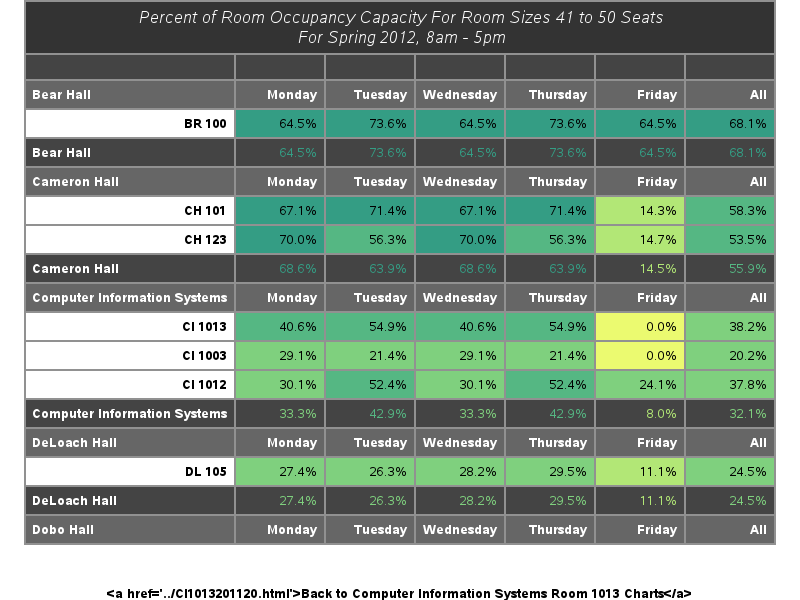 Percent of Room Occupancy Capacity For Room Sizes 41 to 50 Seats
For Spring 2012, 8am - 5pm
Bear Hall Monday Tuesday Wednesday Thursday Friday All
BR 100 64.5% 73.6% 64.5% 73.6% 64.5% 68.1%
Bear Hall 64.5% 73.6% 64.5% 73.6% 64.5% 68.1%
Cameron Hall Monday Tuesday Wednesday Thursday Friday All
CH 101 67.1% 71.4% 67.1% 71.4% 14.3% 58.3%
CH 123 70.0% 56.3% 70.0% 56.3% 14.7% 53.5%
Cameron Hall 68.6% 63.9% 68.6% 63.9% 14.5% 55.9%
Computer Information Systems Monday Tuesday Wednesday Thursday Friday All
CI 1013 40.6% 54.9% 40.6% 54.9% 0.0% 38.2%
CI 1003 29.1% 21.4% 29.1% 21.4% 0.0% 20.2%
CI 1012 30.1% 52.4% 30.1% 52.4% 24.1% 37.8%
Computer Information Systems 33.3% 42.9% 33.3% 42.9% 8.0% 32.1%
DeLoach Hall Monday Tuesday Wednesday Thursday Friday All
DL 105 27.4% 26.3% 28.2% 29.5% 11.1% 24.5%
DeLoach Hall 27.4% 26.3% 28.2% 29.5% 11.1% 24.5%
Dobo Hall Monday Tuesday Wednesday Thursday Friday All
<a href='../CI1013201120.html'>Back to Computer Information Systems Room 1013 Charts</a>